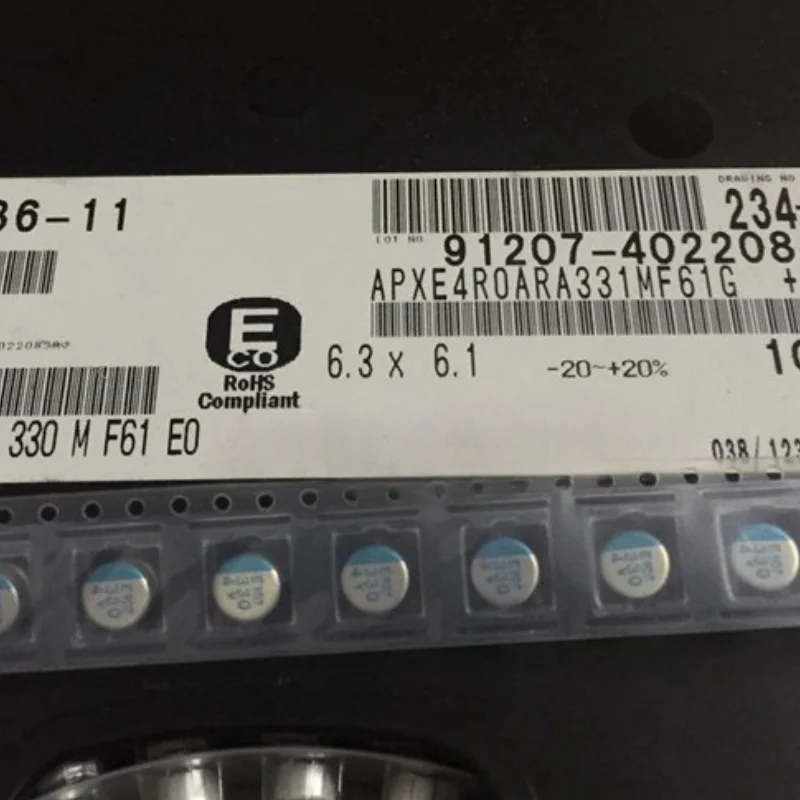 36-11
DRAWING NO
234-
LOT NO
91207-402208
APXE4R0ARA331MF61G +
E
CO
RoHS
Compliant
6.3 x 6.1 -20~+20% 10
330 M F61 E0
038/123